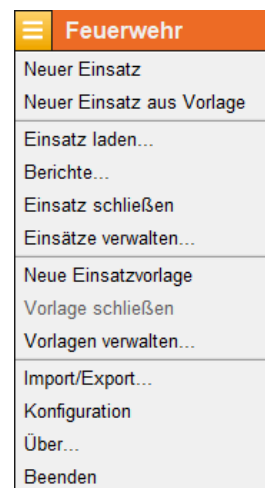 Feuerwehr
Neuer Einsatz
Neuer Einsatz aus Vorlage
Einsatz laden...
Berichte...
Einsatz schließen
Einsätze verwalten...
Neue Einsatzvorlage
Vorlage schließen
Vorlagen verwalten...
Import/Export...
Konfiguration
Über...
Beenden